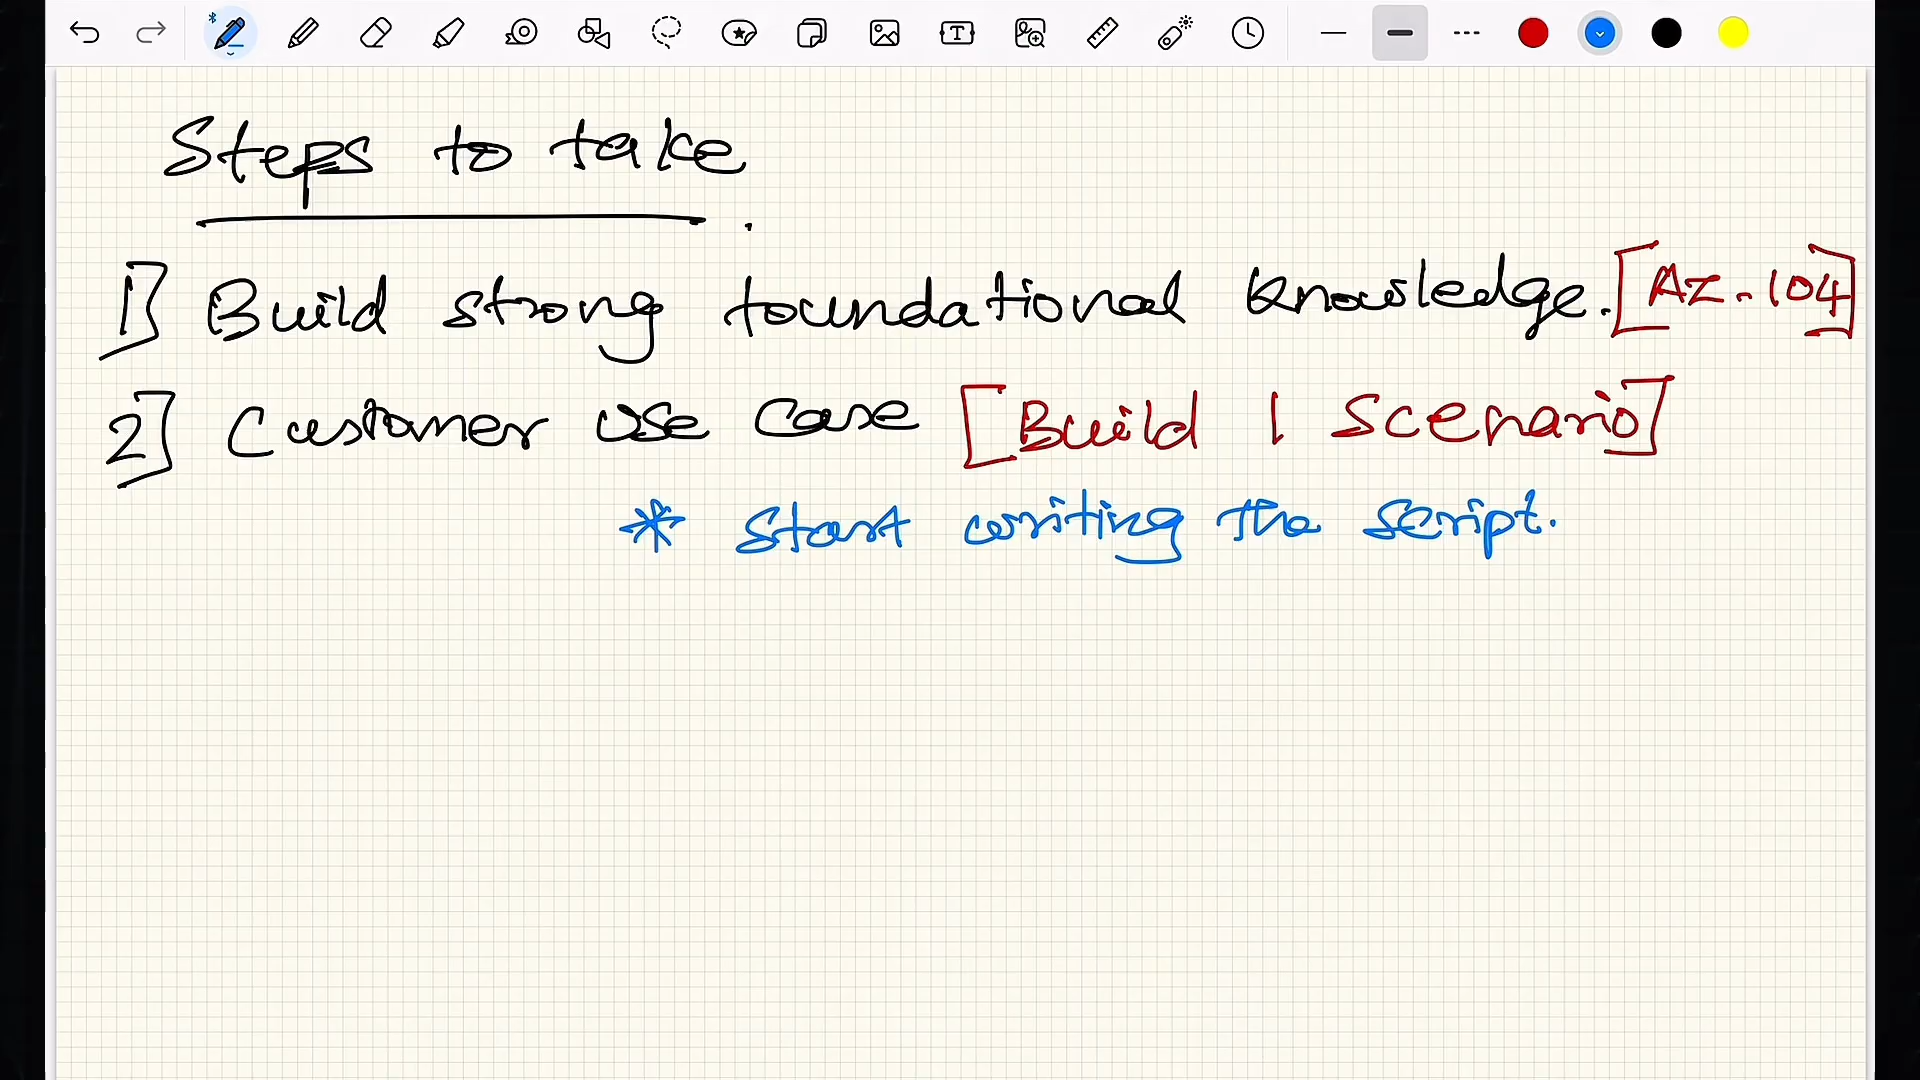 Steps to take.
1] Build strong foundational knowledge. [Az-104]
2] Customer use case [Build 1 Scenario]
* Start writing the script.